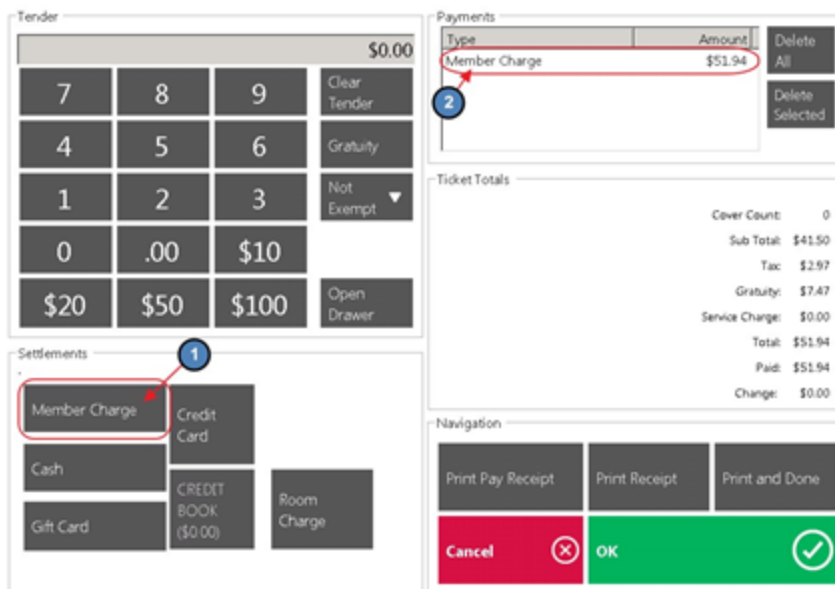 Tender
$0.00
7
8
9
Clear
Tender
4
5
6
Gratuity
1
2
3
Not
Exempt
0
.00
$10
$20
$50
$100
Open
Drawer
Settlements
1
Member Charge
Credit
Card
Cash
CREDIT
BOOK
($0.00)
Gift Card
Room
Charge
Payments
Type Amount
Member Charge $51.94
2
Delete
All
Delete
Selected
Ticket Totals
Cover Count: 0
Sub Total: $41.50
Tax: $2.97
Gratuity: $7.47
Service Charge: $0.00
Total: $51.94
Paid: $51.94
Change: $0.00
Navigation
Print Pay Receipt
Print Receipt
Print and Done
Cancel
OK